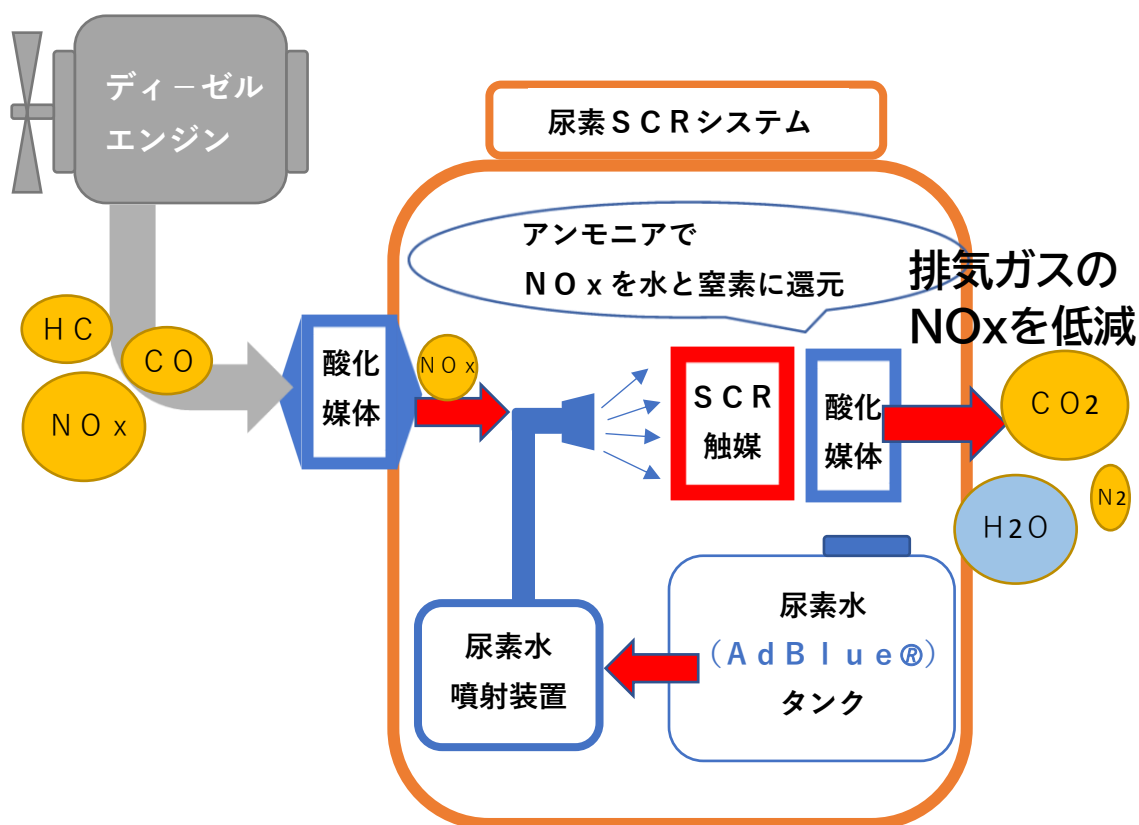 ディーゼル
エンジン
尿素ＳＣＲシステム
アンモニアで
ＮＯｘを水と窒素に還元
排気ガスの
NOxを低減
ＨＣ
ＣＯ
ＮＯｘ
酸化
媒体
ＮＯｘ
ＳＣＲ
触媒
酸化
媒体
ＣＯ2
Ｎ2
Ｈ2Ｏ
尿素水
噴射装置
尿素水
（ＡｄＢｌｕｅ®）
タンク